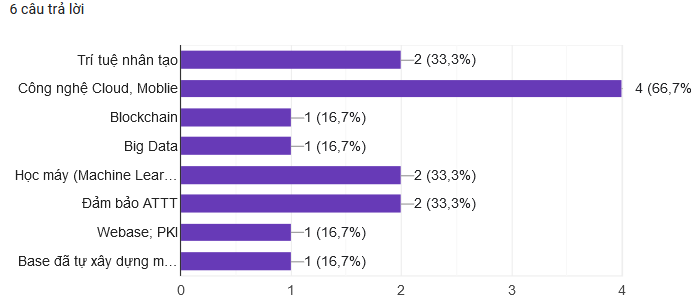 6 câu trả lời
Trí tuệ nhân tạo 2 (33,3%)
Công nghệ Cloud, Moblie 4 (66,7%
Blockchain 1 (16,7%)
Big Data 1 (16,7%)
Học máy (Machine Lear… 2 (33,3%)
Đảm bảo ATTT 2 (33,3%)
Webase; PKI 1 (16,7%)
Base đã tự xây dựng m… 1 (16,7%)
0 1 2 3 4